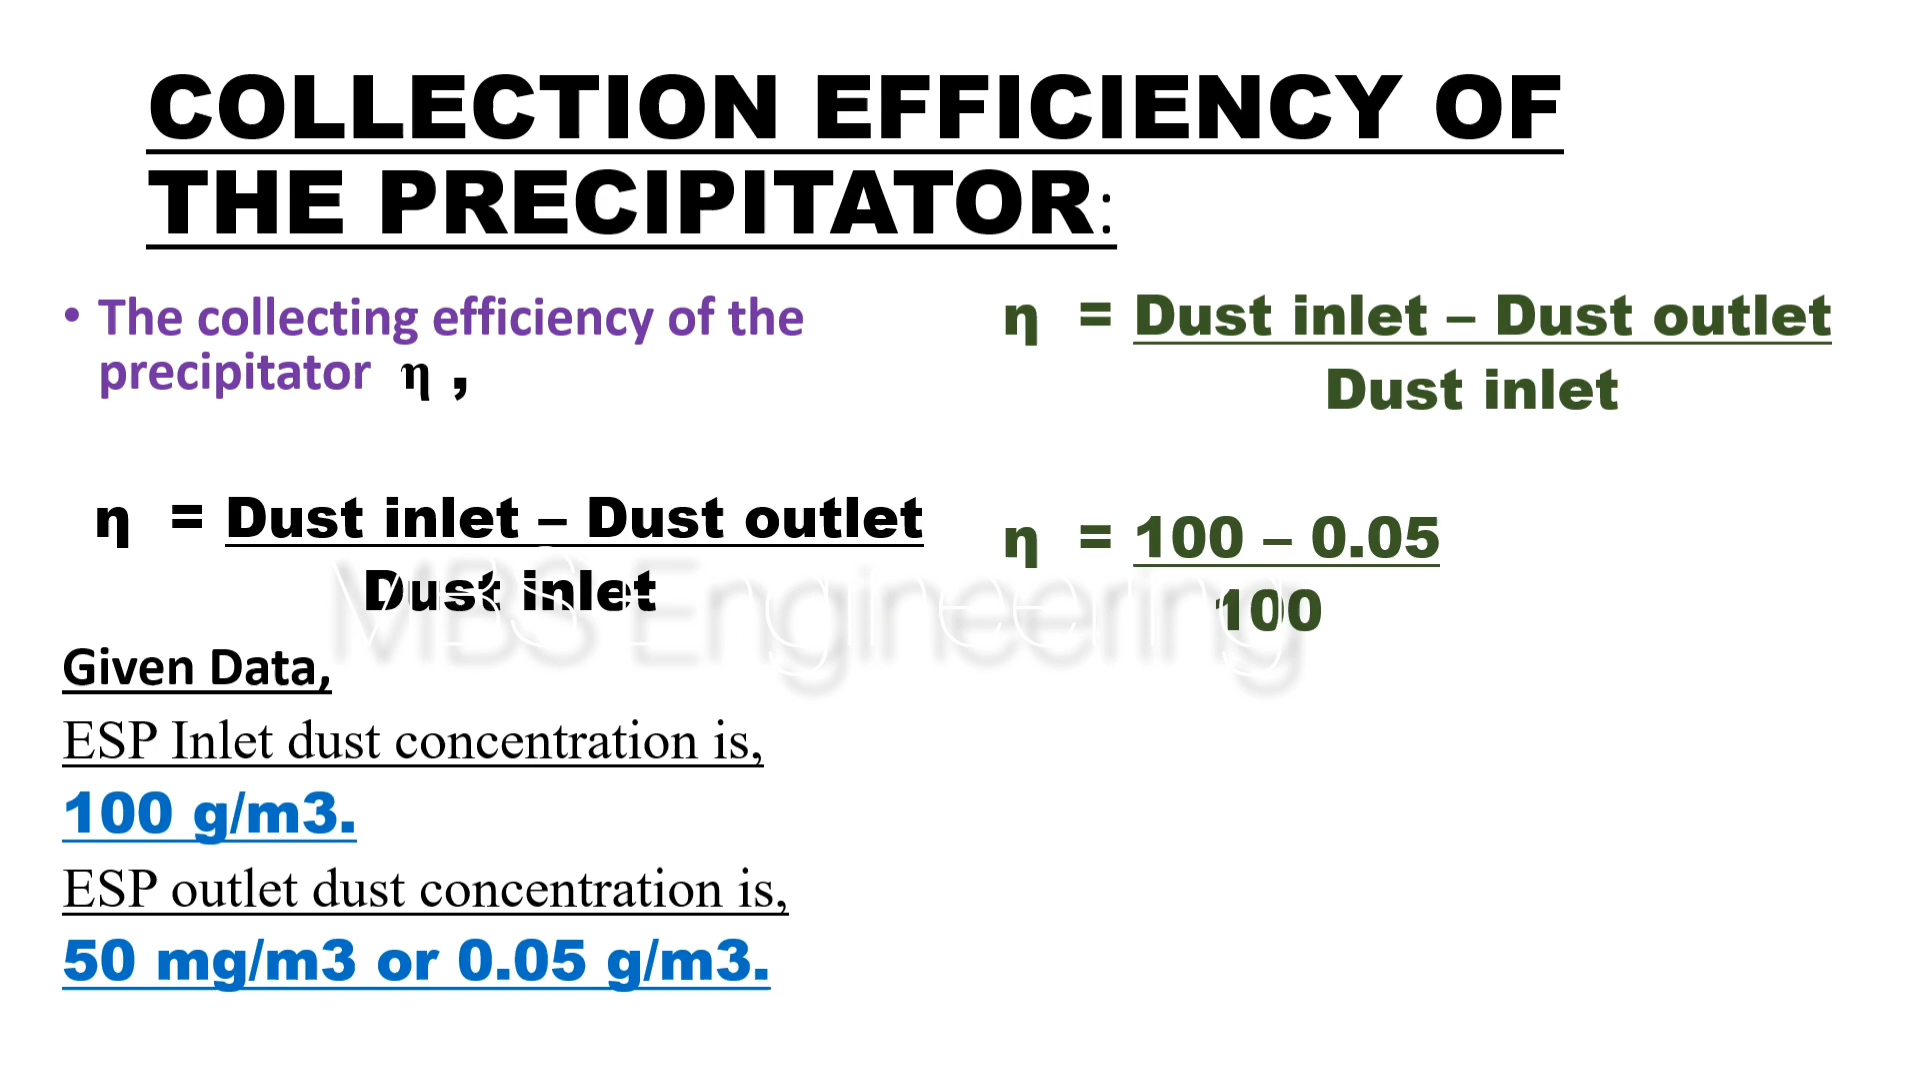 COLLECTION EFFICIENCY OF
THE PRECIPITATOR:
• The collecting efficiency of the
precipitator η ,
η = Dust inlet – Dust outlet
Dust inlet
Given Data,
ESP Inlet dust concentration is,
100 g/m3.
ESP outlet dust concentration is,
50 mg/m3 or 0.05 g/m3.
η = Dust inlet – Dust outlet
Dust inlet
η = 100 – 0.05
100
MBS Engineering